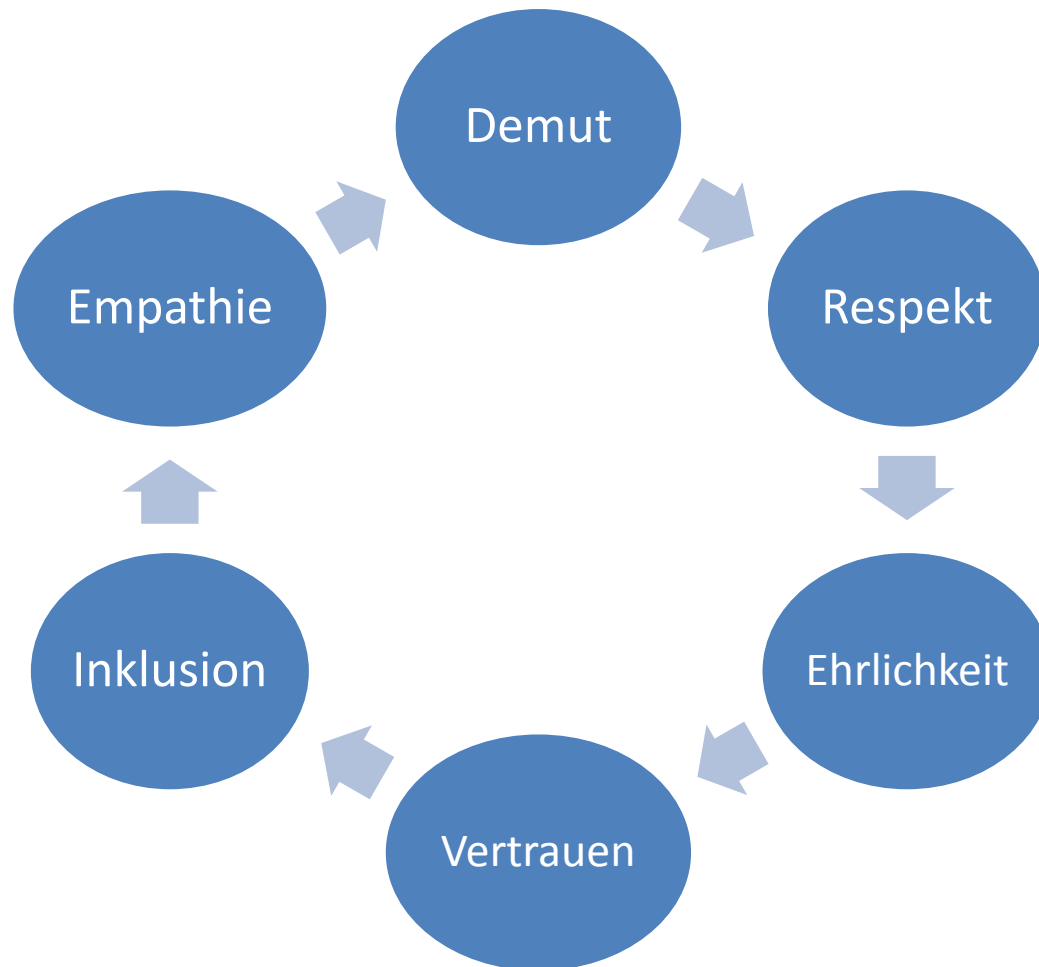 Demut
Respekt
Ehrlichkeit
Vertrauen
Inklusion
Empathie